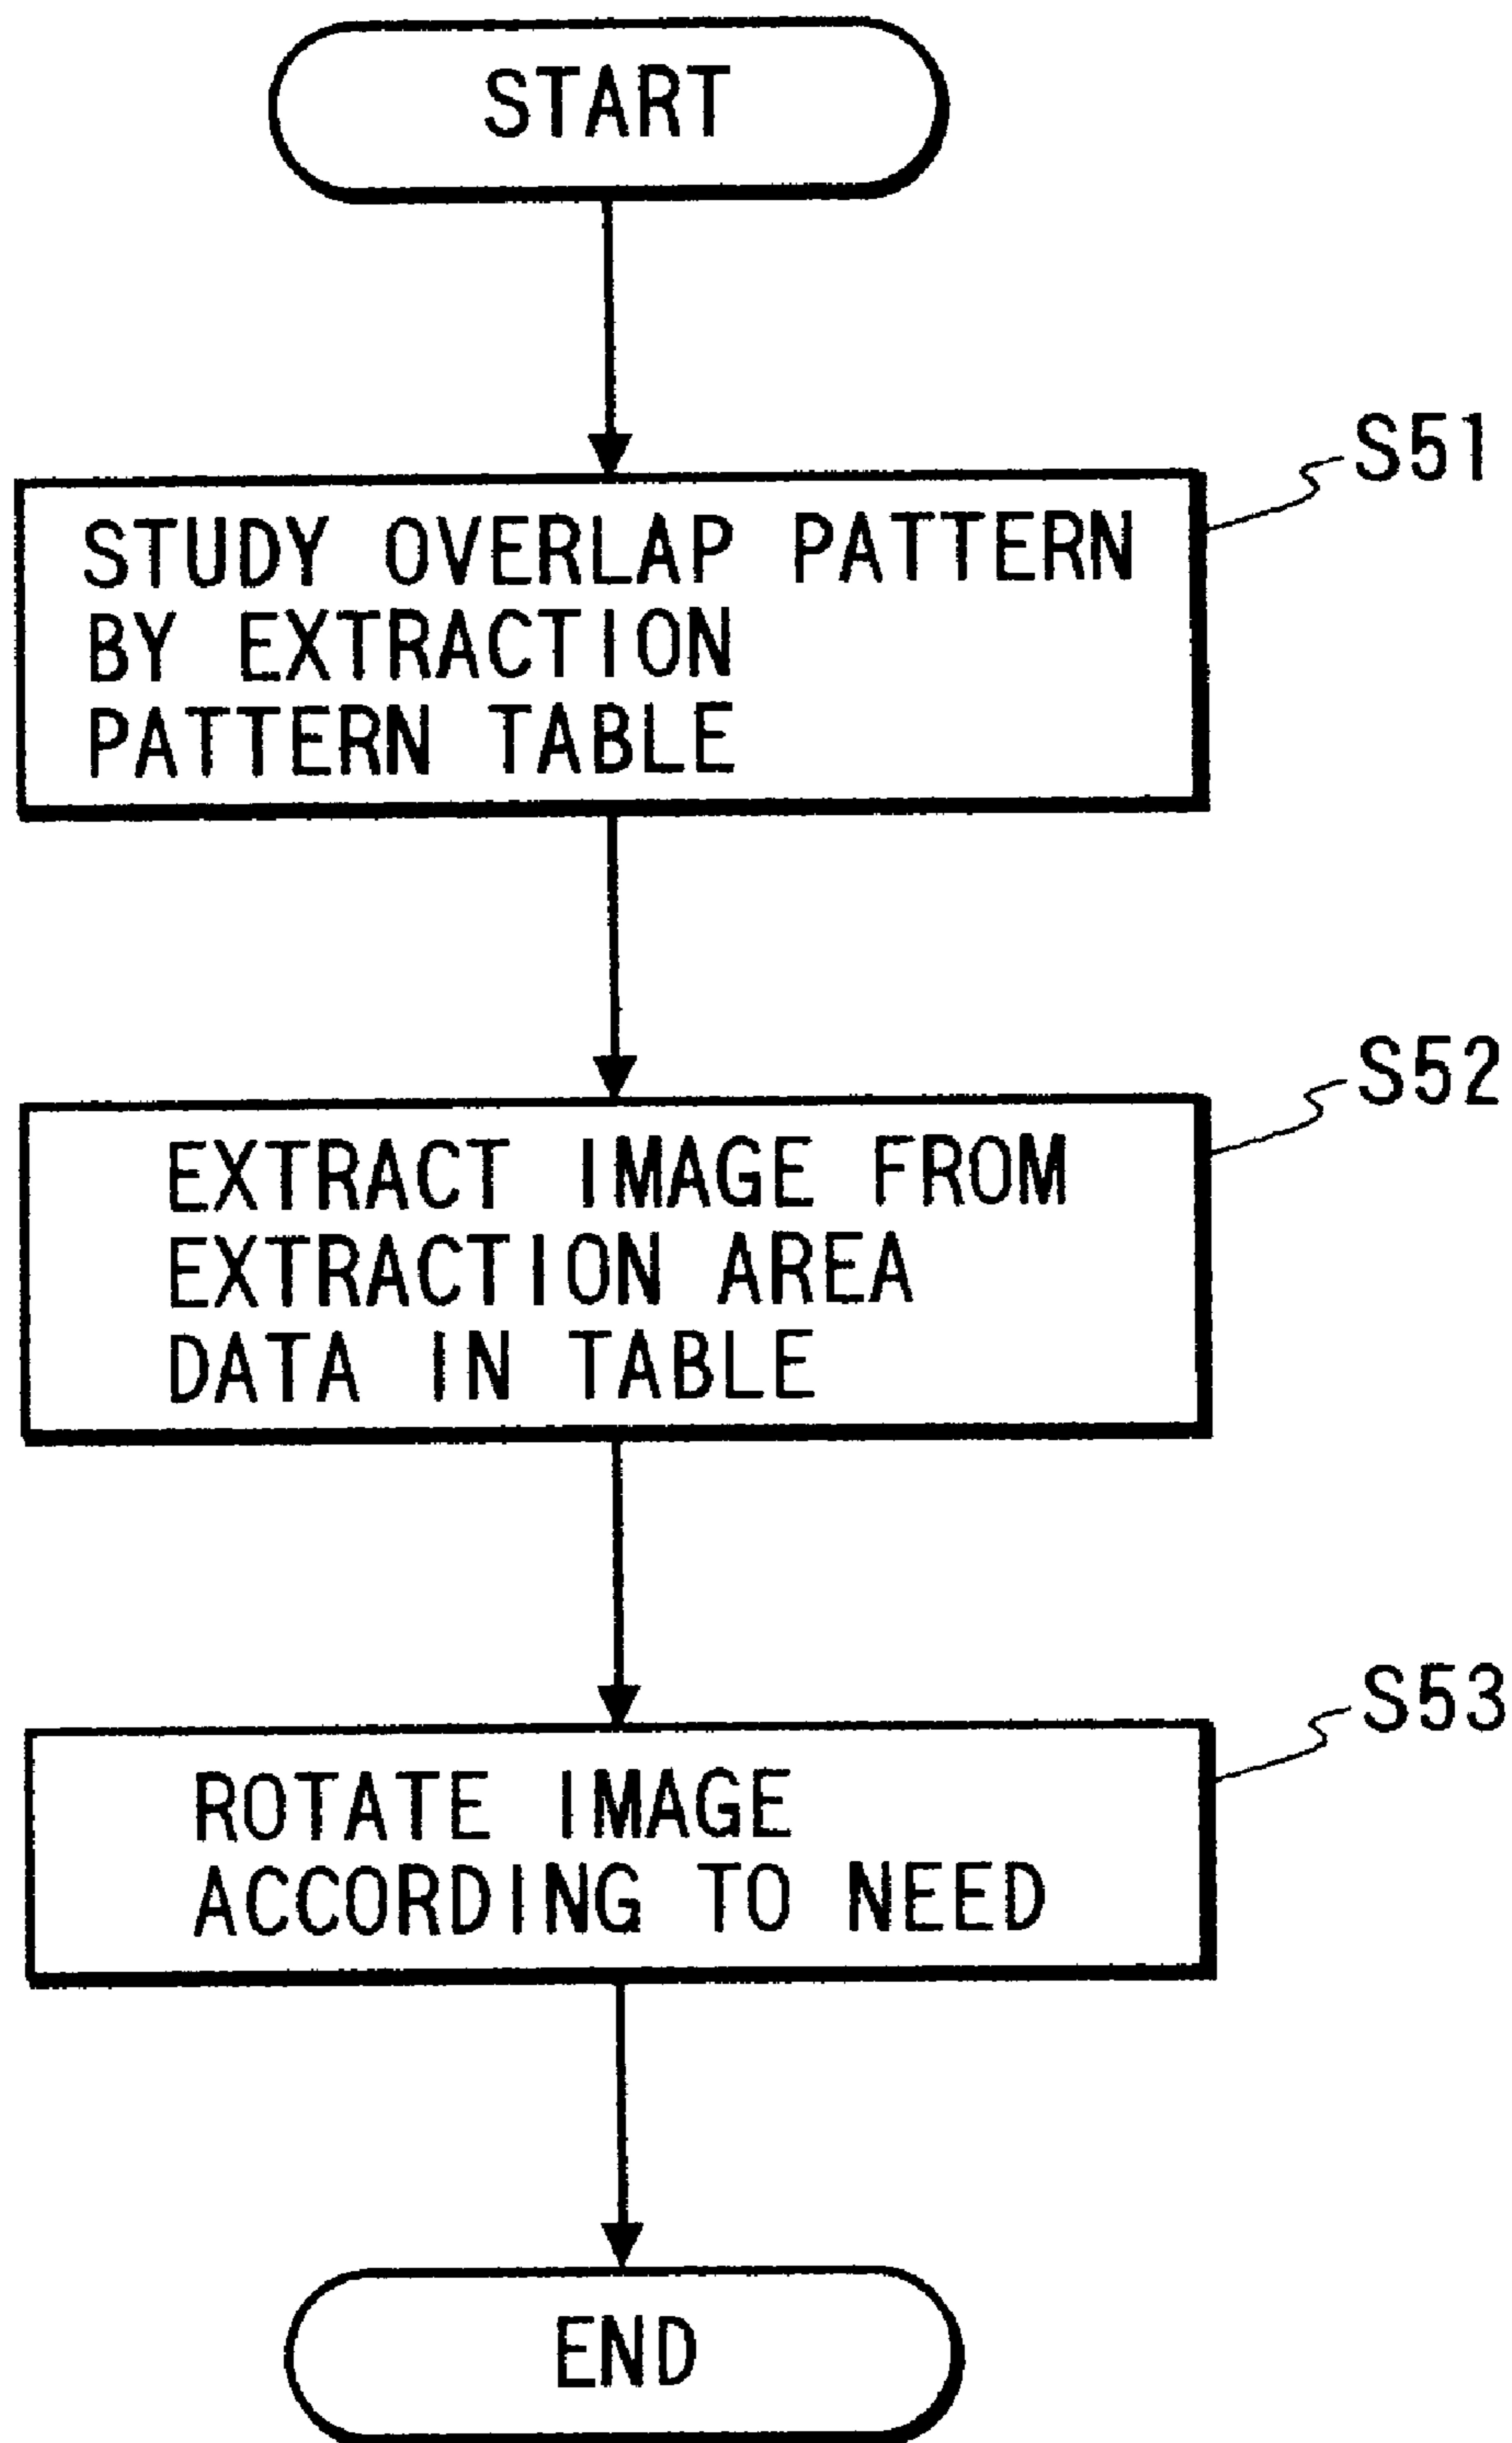 START
S51
STUDY OVERLAP PATTERN
BY EXTRACTION
PATTERN TABLE
S52
EXTRACT IMAGE FROM
EXTRACTION AREA
DATA IN TABLE
S53
ROTATE IMAGE
ACCORDING TO NEED
END